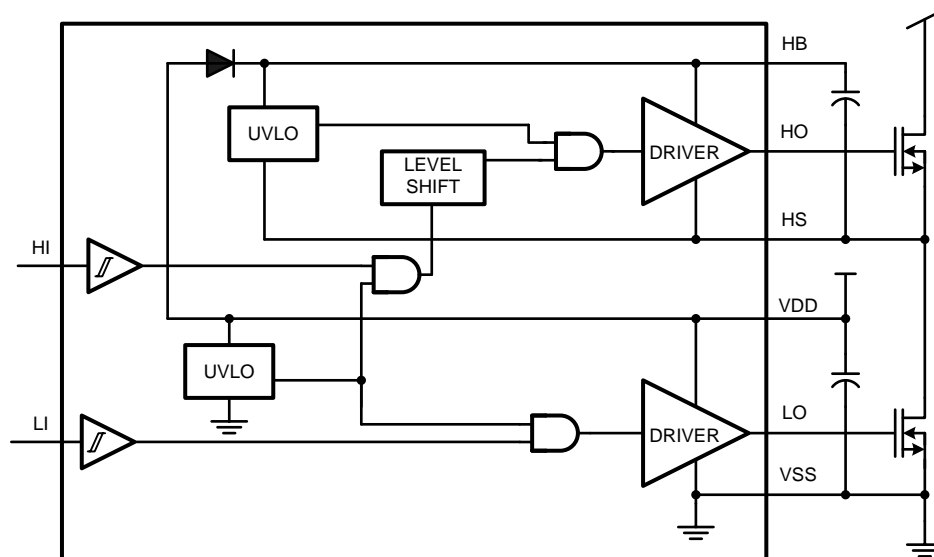 HB
UVLO
HO
DRIVER
LEVEL
SHIFT
HS
HI
VDD
UVLO
LI
LO
DRIVER
VSS